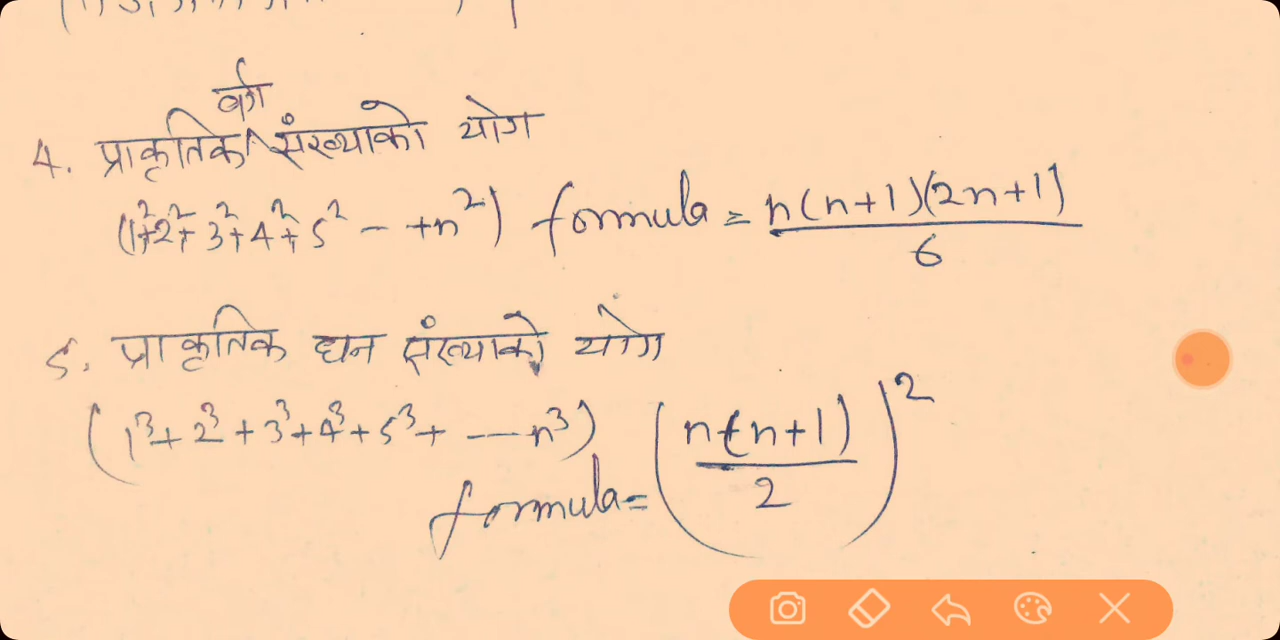 4. प्राकृतिक वर्ग संख्याको योग
(1²+2²+3²+4²+5² - - +n²) formula = n(n+1)(2n+1)/6
5. प्राकृतिक घन संख्याको योग
(1³+2³+3³+4³+5³+ - - - n³)
formula = (n(n+1)/2)²